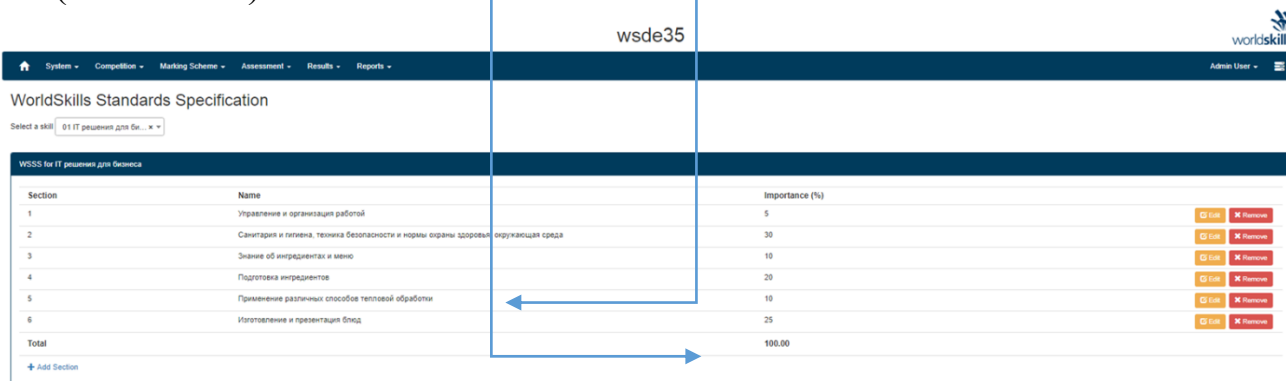 wsde35
worldskill
System Competition Marking Scheme Assessment Results Reports Admin User
WorldSkills Standards Specification
Select a skill 01 IT решения для би... × 
WSSS for IT решения для бизнеса
Section Name Importance (%)
1 Управление и организация работой 5 Edit Remove
2 Санитария и гигиена, техника безопасности и нормы охраны здоровья, окружающая среда 30 Edit Remove
3 Знание об ингредиентах и меню 10 Edit Remove
4 Подготовка ингредиентов 20 Edit Remove
5 Применение различных способов тепловой обработки 10 Edit Remove
6 Изготовление и презентация блюд 25 Edit Remove
Total 100.00
+ Add Section